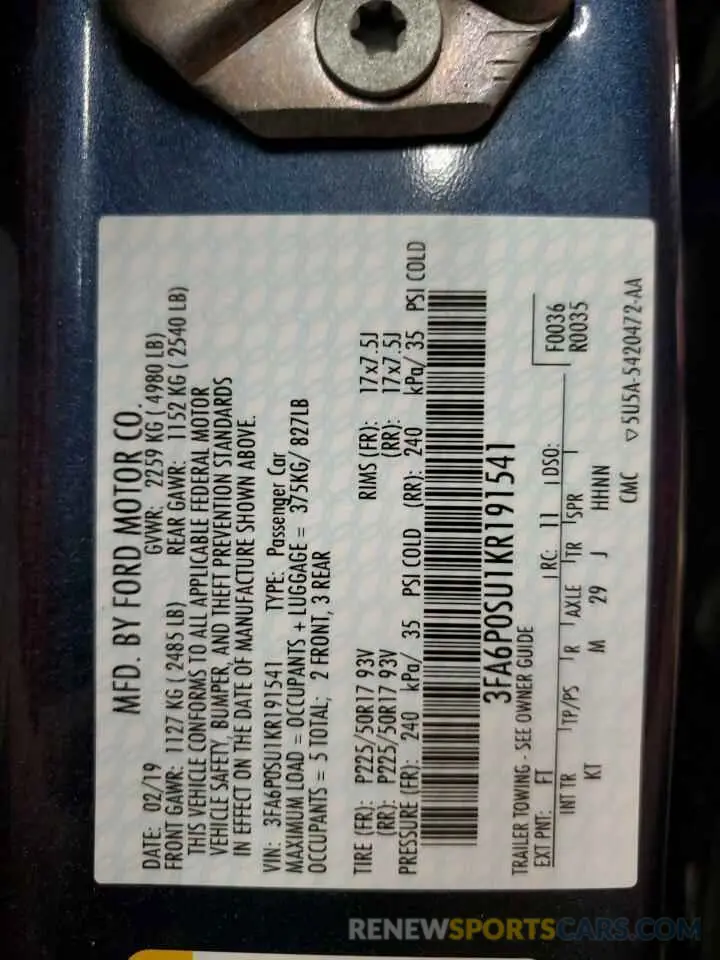 MFD. BY FORD MOTOR CO.
DATE: 02/19 GVWR: 2259 KG ( 4980 LB)
FRONT GAWR: 1127 KG ( 2485 LB) REAR GAWR: 1152 KG ( 2540 LB)
THIS VEHICLE CONFORMS TO ALL APPLICABLE FEDERAL MOTOR
VEHICLE SAFETY, BUMPER, AND THEFT PREVENTION STANDARDS
IN EFFECT ON THE DATE OF MANUFACTURE SHOWN ABOVE.
VIN: 3FA6P0SU1KR191541 TYPE: Passenger Car
MAXIMUM LOAD = OCCUPANTS + LUGGAGE = 375KG/ 827LB
OCCUPANTS = 5 TOTAL; 2 FRONT, 3 REAR
TIRE (FR): P225/50R17 93V RIMS (FR): 17x7.5J
(RR): P225/50R17 93V (RR): 17x7.5J
PRESSURE (FR): 240 kPa/ 35 PSI COLD (RR): 240 kPa/ 35 PSI COLD
3FA6P0SU1KR191541
TRAILER TOWING - SEE OWNER GUIDE
F0036
R0035
EXT PNT: FT RC: 11 DSO:
INT TR TP/PS R AXLE TR SPR
KT M 29 J HHNN
CMC ▽5U5A-5420472-AA
RENEWSPORTSCARS.COM